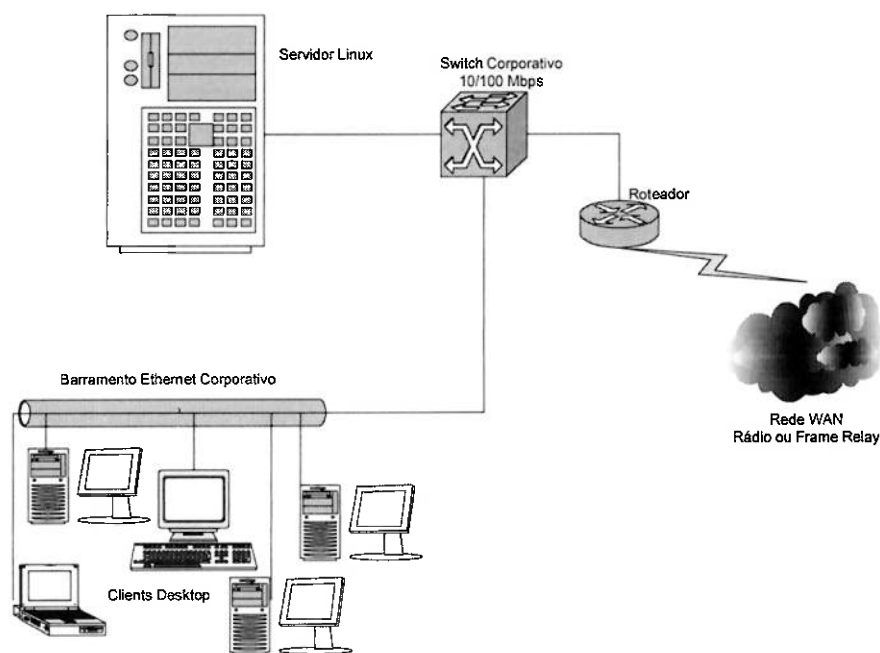 Servidor Linux
Switch Corporativo
10/100 Mbps
Roteador
Barramento Ethernet Corporativo
Rede WAN
Rádio ou Frame Relay
Clients Desktop